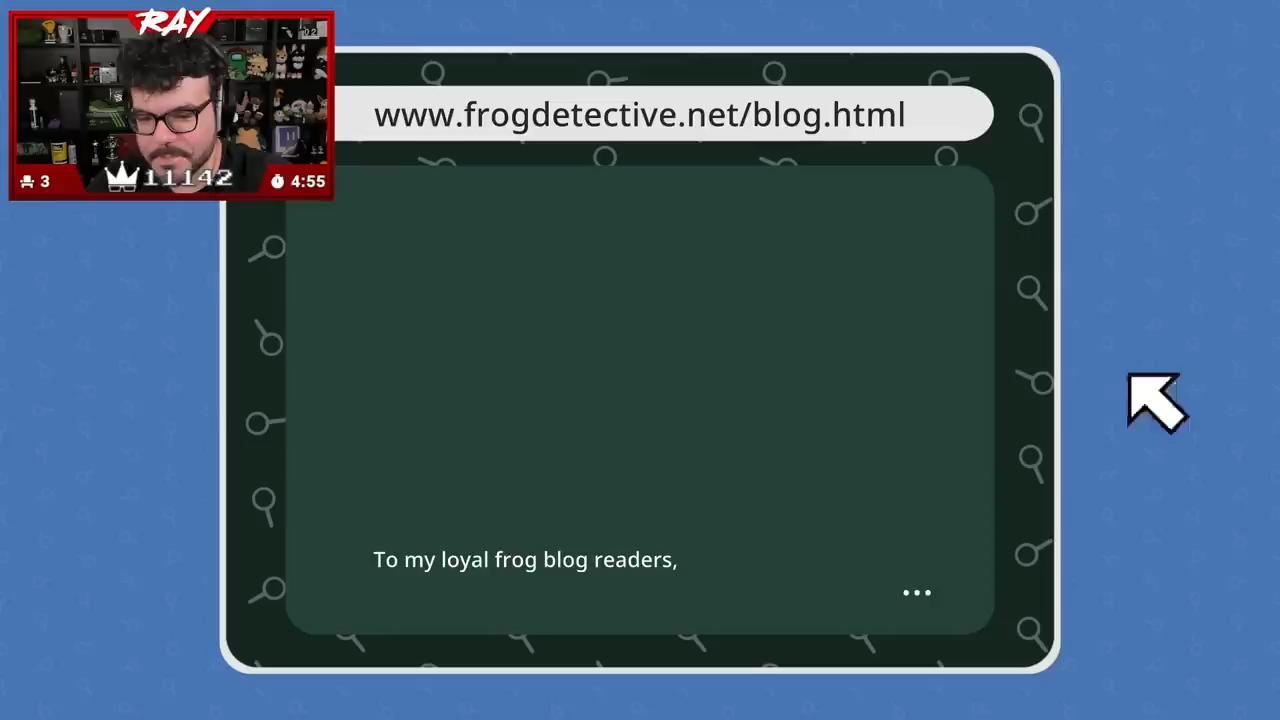 RAY
3
11142
4:55
www.frogdetective.net/blog.html
To my loyal frog blog readers,
...